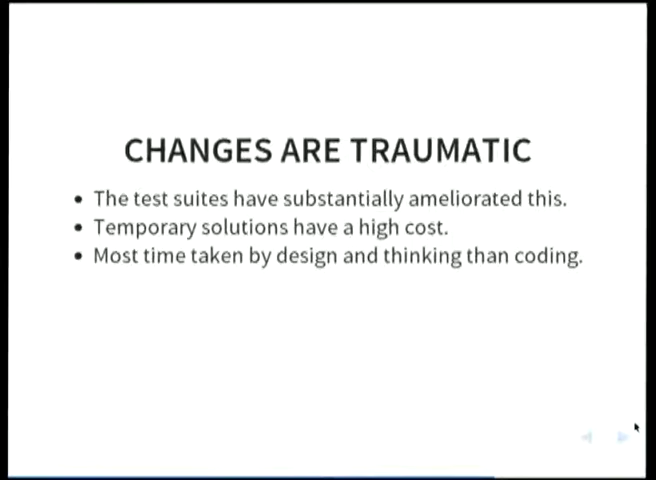 CHANGES ARE TRAUMATIC
• The test suites have substantially ameliorated this.
• Temporary solutions have a high cost.
• Most time taken by design and thinking than coding.